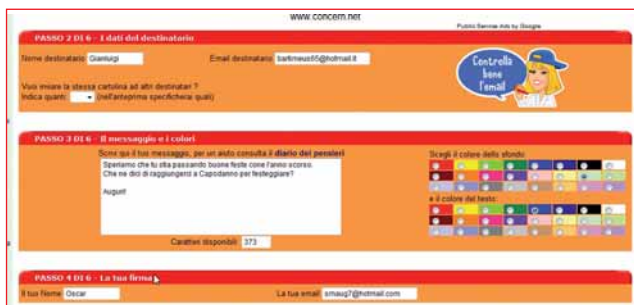 www.concern.net
Public Service Ads by Google
PASSO 2 DI 6 - I dati del destinatario
Nome destinatario Gianluigi Email destinatario bartimeus65@hotmail.it
Controlla
bene
l'email
Vuoi inviare la stessa cartolina ad altri destinatari ?
Indica quanti: (nell'anteprima specificherai quali)
PASSO 3 DI 6 - Il messaggio e i colori
Scrivi qui il tuo messaggio, per un aiuto consulta il diario dei pensieri
Speriamo che tu stia passando buone feste come l'anno scorso.
Che ne dici di raggiungerci a Capodanno per festeggiare?
Auguri!
Scegli il colore dello sfondo:
e il colore del testo:
Caratteri disponibili: 373
PASSO 4 DI 6 - La tua firma
Il tuo Nome Oscar La tua email smaug7@hotmail.com